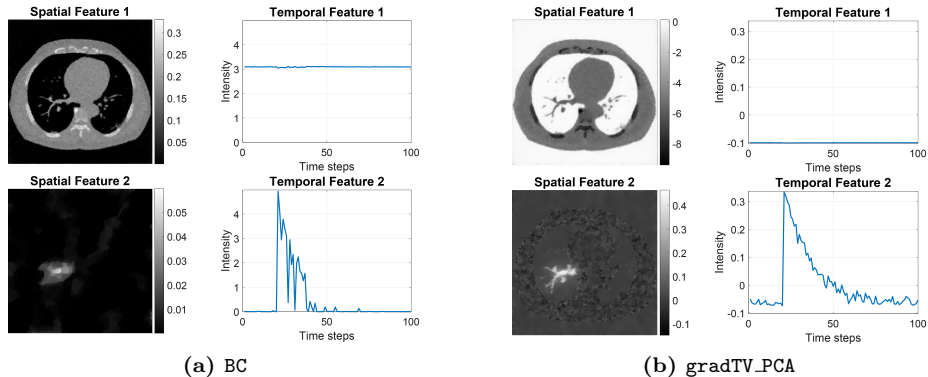 Spatial Feature 1
0.3
0.25
0.2
0.15
0.1
0.05
Temporal Feature 1
Intensity
4
3
2
1
0
0 50 100
Time steps
Spatial Feature 2
0.05
0.04
0.03
0.02
0.01
Temporal Feature 2
Intensity
5
4
3
2
1
0
0 50 100
Time steps
(a) BC
Spatial Feature 1
0
-2
-4
-6
-8
Temporal Feature 1
Intensity
0.3
0.2
0.1
0
-0.1
0 50 100
Time steps
Spatial Feature 2
0.4
0.3
0.2
0.1
0
-0.1
Temporal Feature 2
Intensity
0.3
0.2
0.1
0
-0.1
0 50 100
Time steps
(b) gradTV_PCA